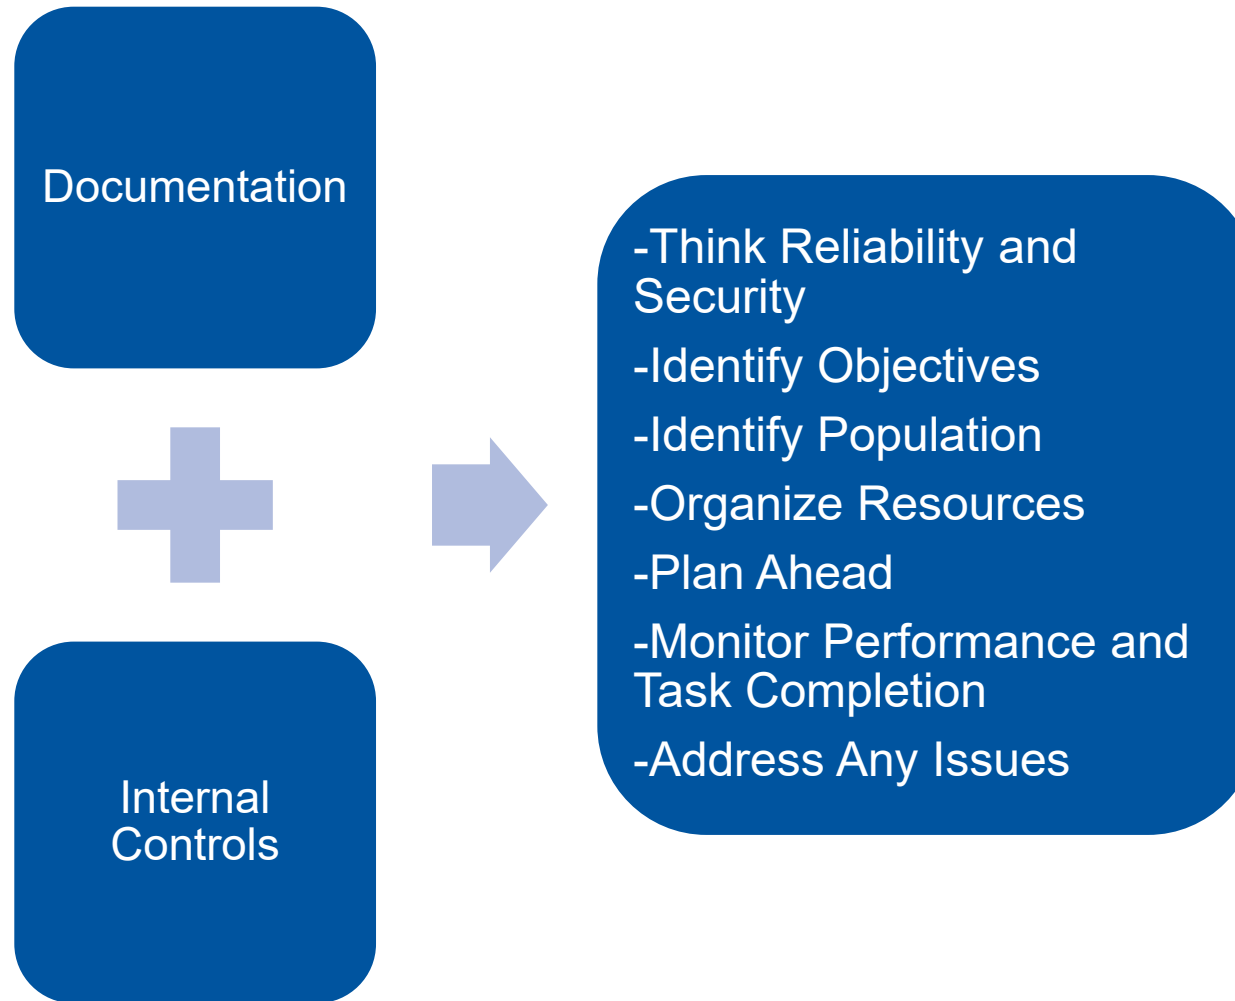 Documentation
Internal
Controls
-Think Reliability and
Security
-Identify Objectives
-Identify Population
-Organize Resources
-Plan Ahead
-Monitor Performance and
Task Completion
-Address Any Issues